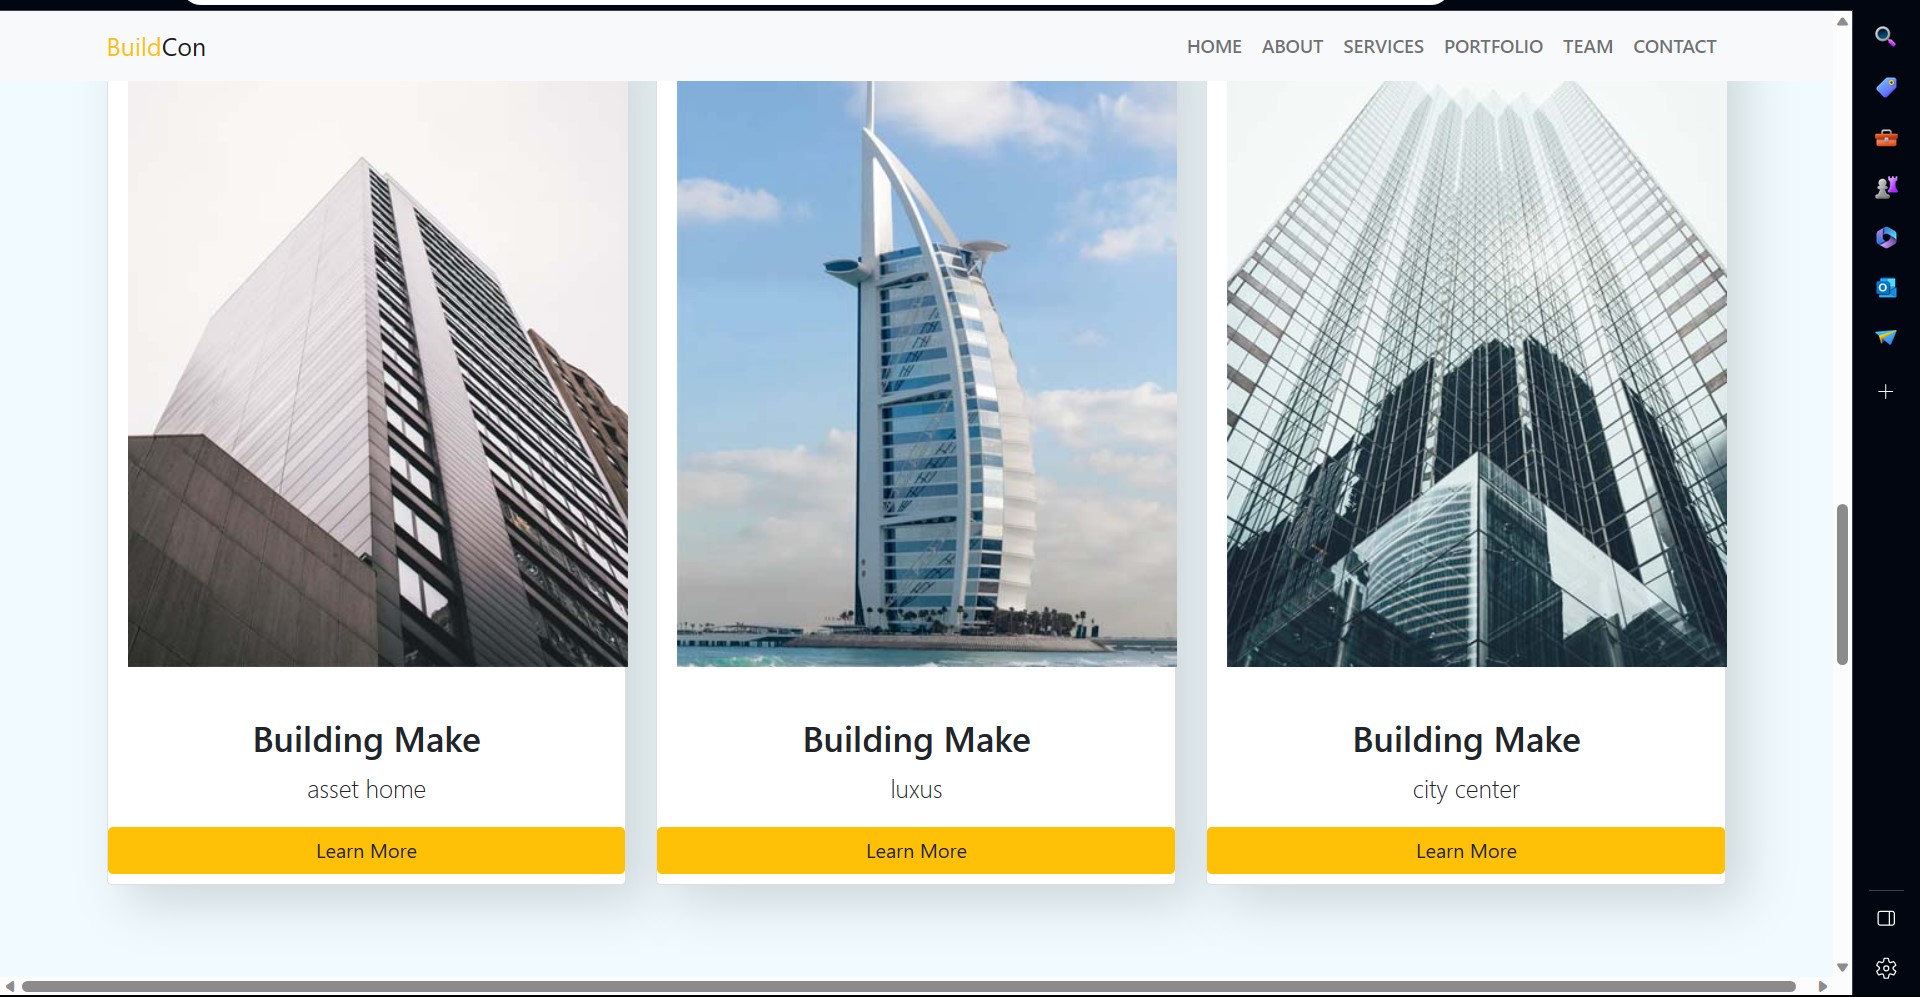 BuildCon
HOME ABOUT SERVICES PORTFOLIO TEAM CONTACT
Building Make
asset home
Learn More
Building Make
luxus
Learn More
Building Make
city center
Learn More